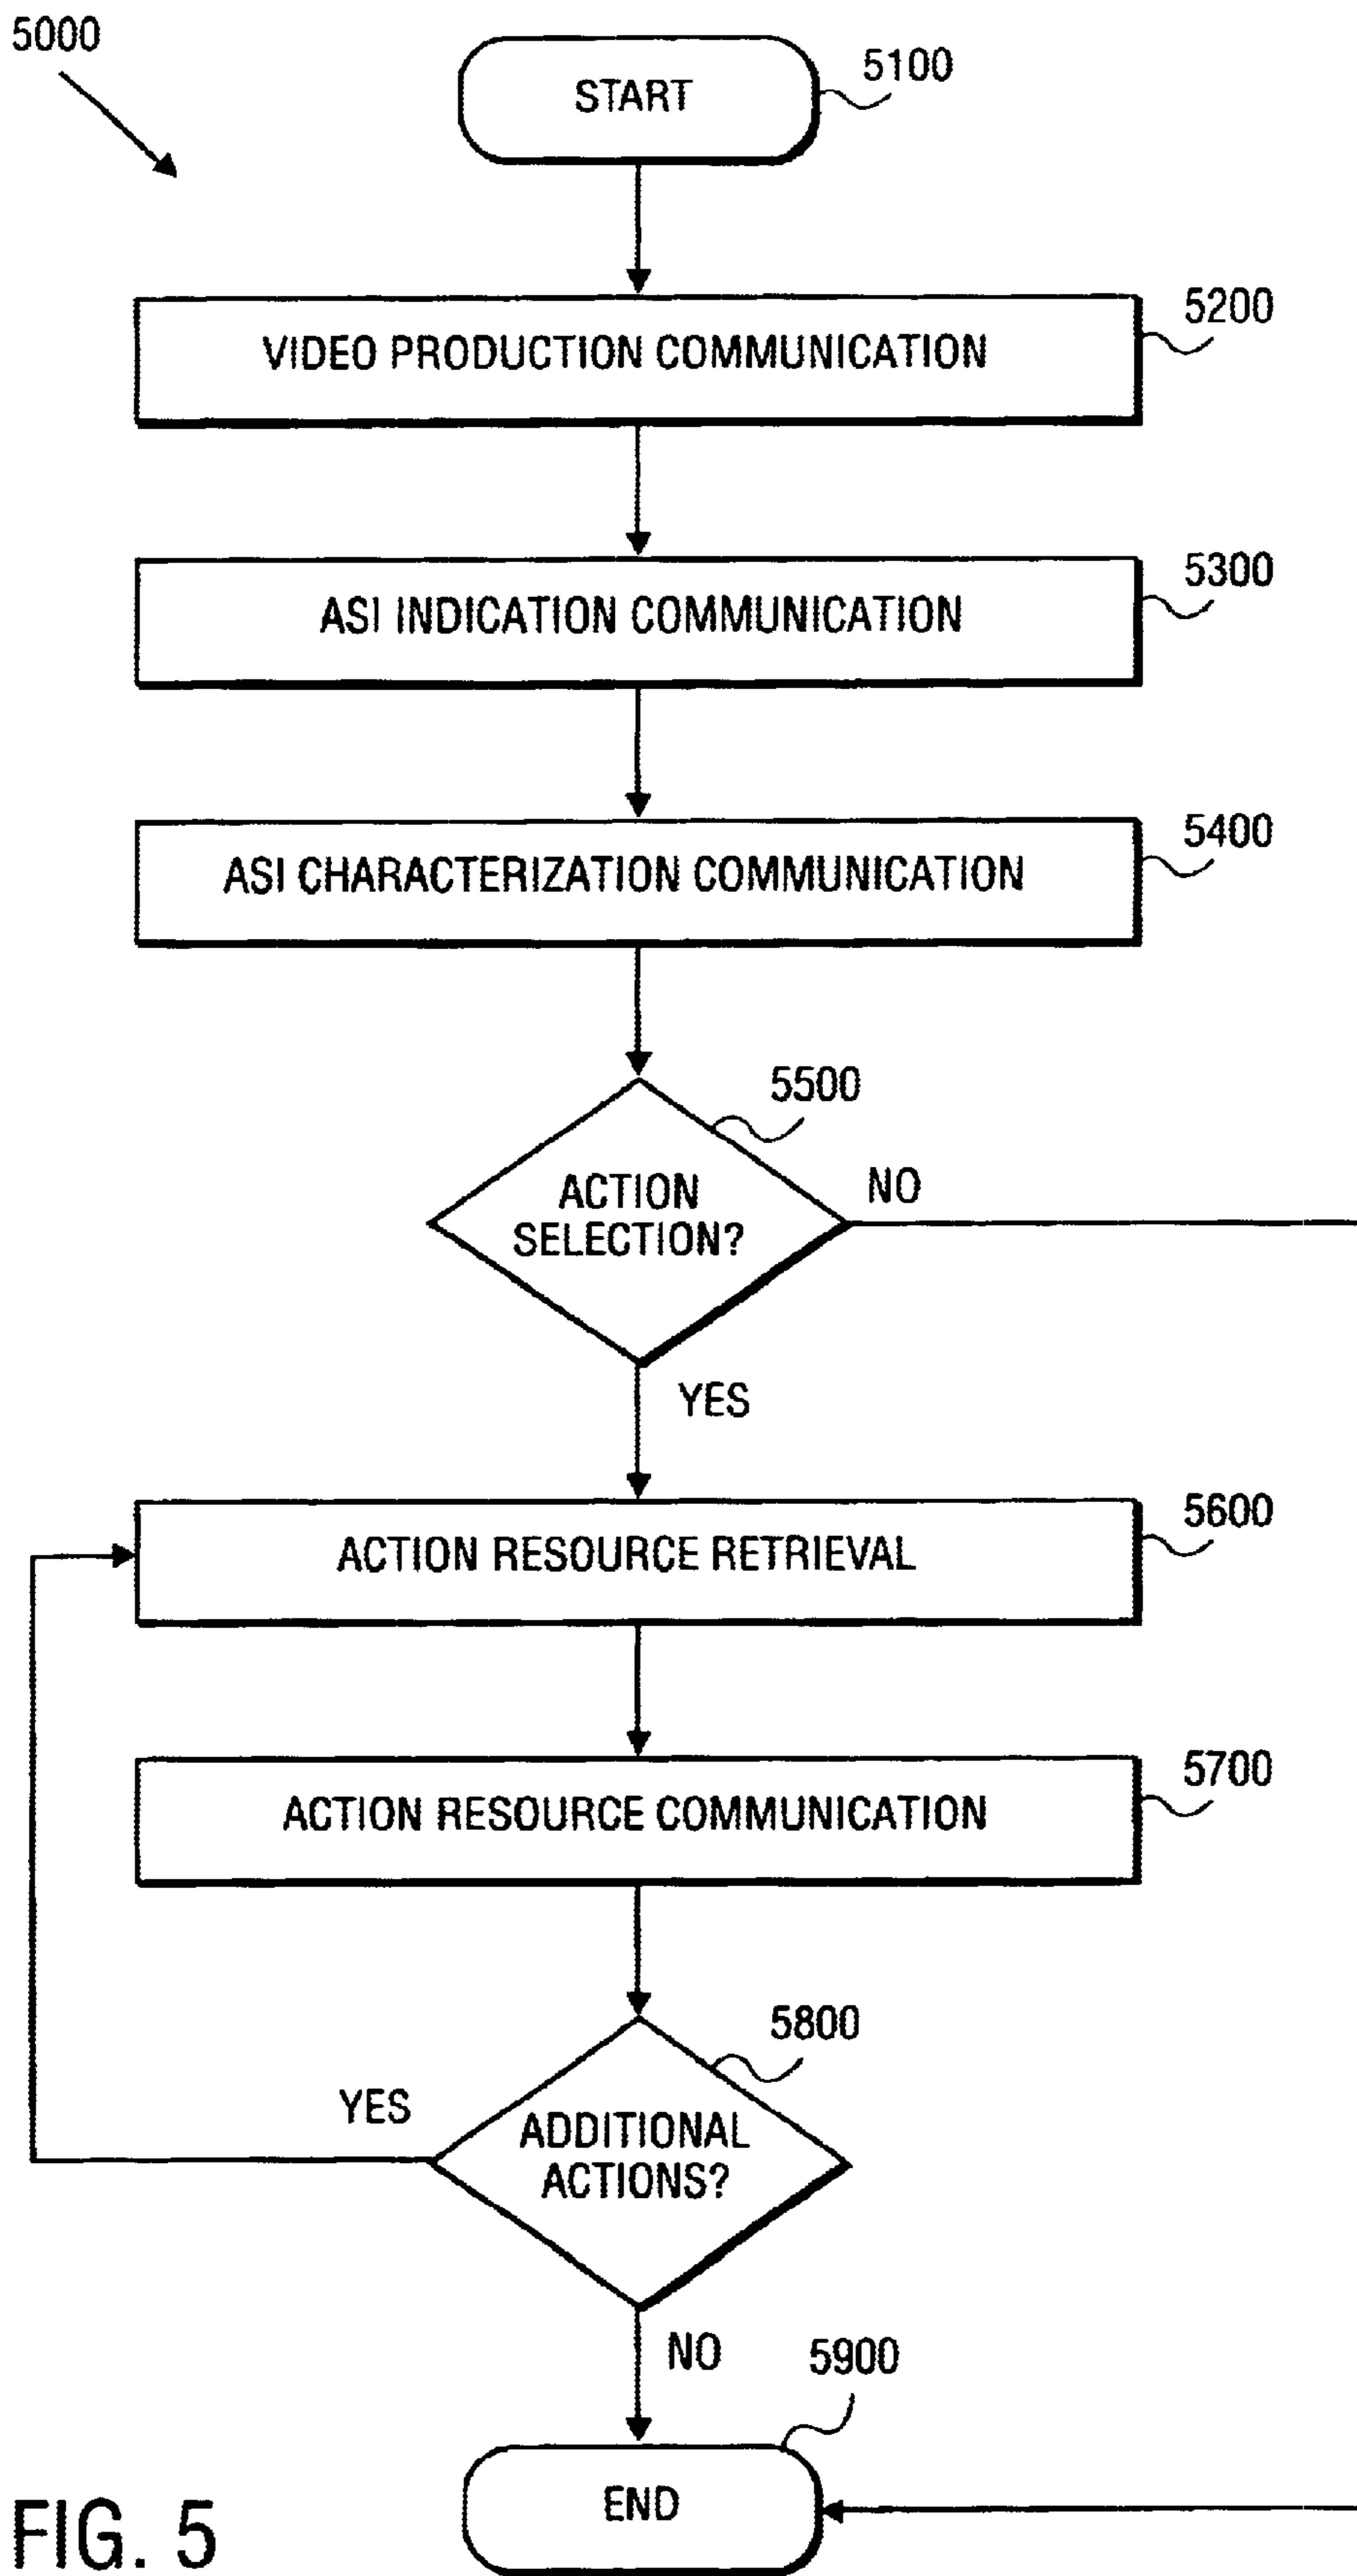 5000
START
5100
VIDEO PRODUCTION COMMUNICATION
5200
ASI INDICATION COMMUNICATION
5300
ASI CHARACTERIZATION COMMUNICATION
5400
5500
ACTION
SELECTION?
NO
YES
ACTION RESOURCE RETRIEVAL
5600
ACTION RESOURCE COMMUNICATION
5700
5800
YES
ADDITIONAL
ACTIONS?
NO
5900
END
FIG. 5